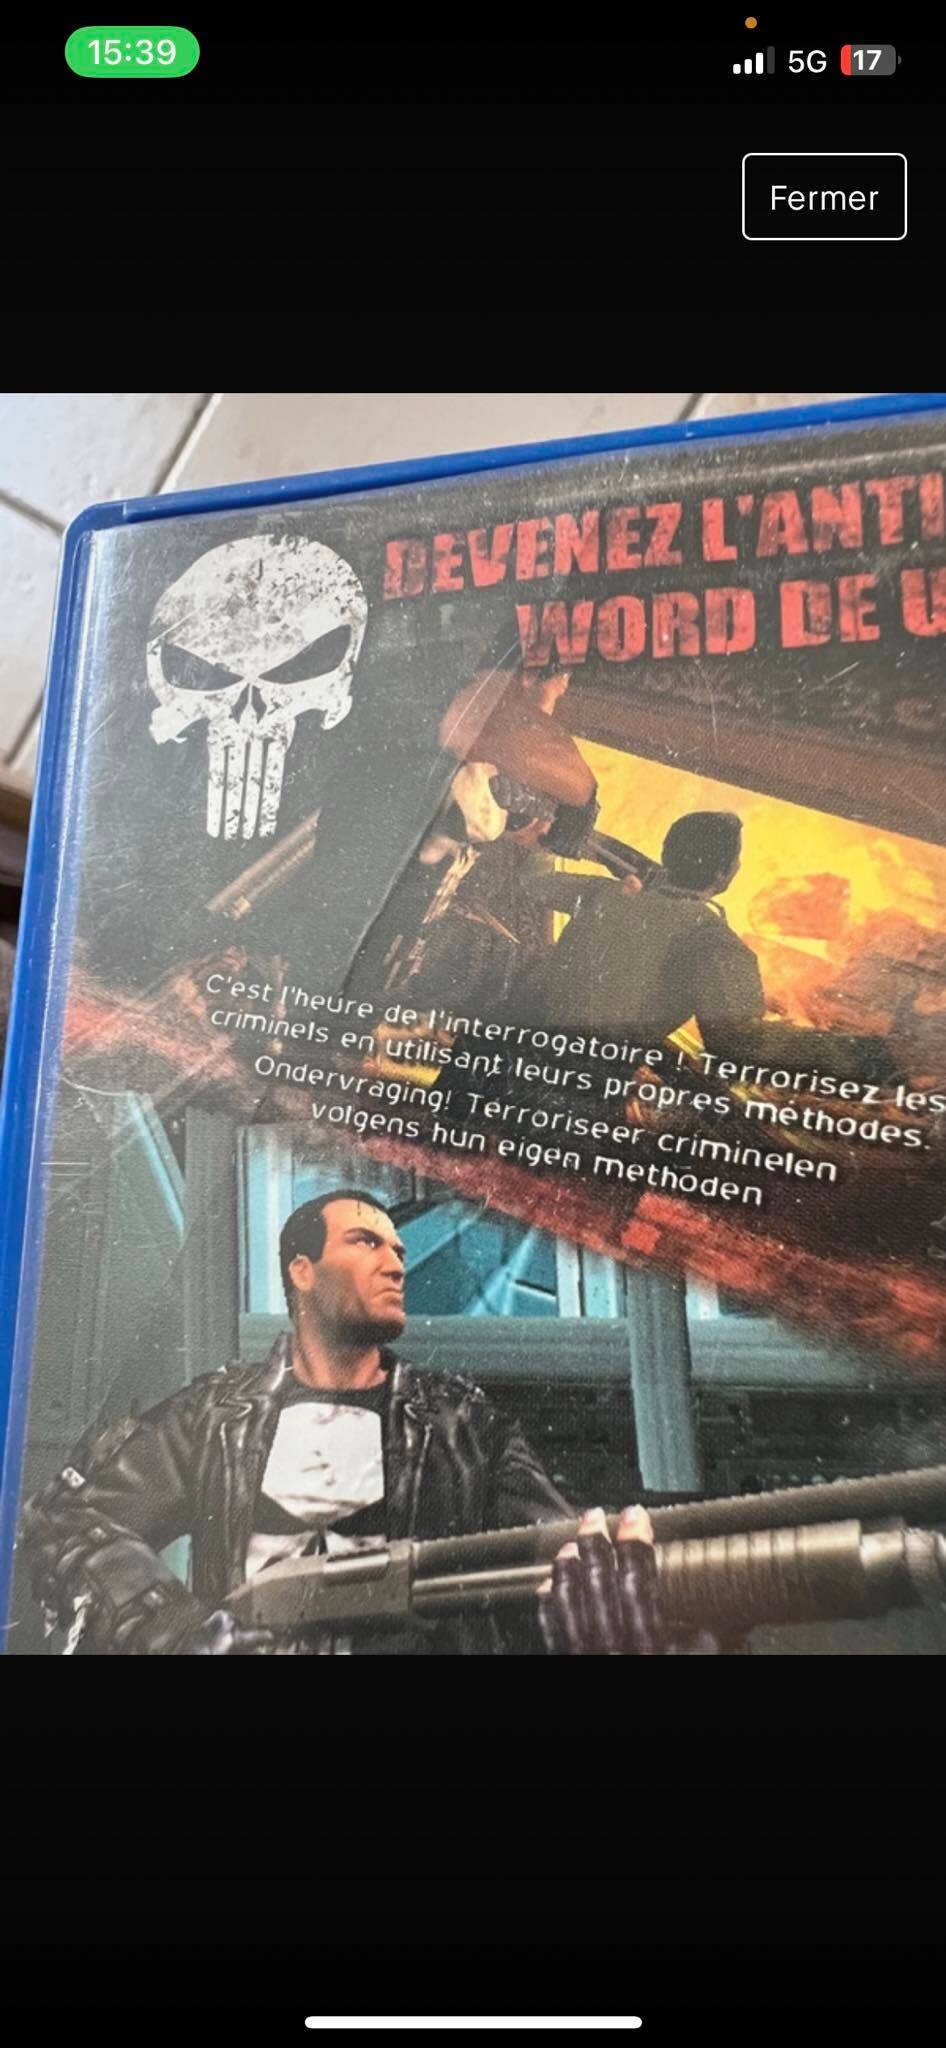 15:39
5G
17
Fermer
DEVENEZ L'ANTI
WORD DE
C'est l'heure de l'interrogatoire ! Terrorisez les
criminels en utilisant leurs propres méthodes.
Ondervraging! Terroriseer criminelen
volgens hun eigen methoden